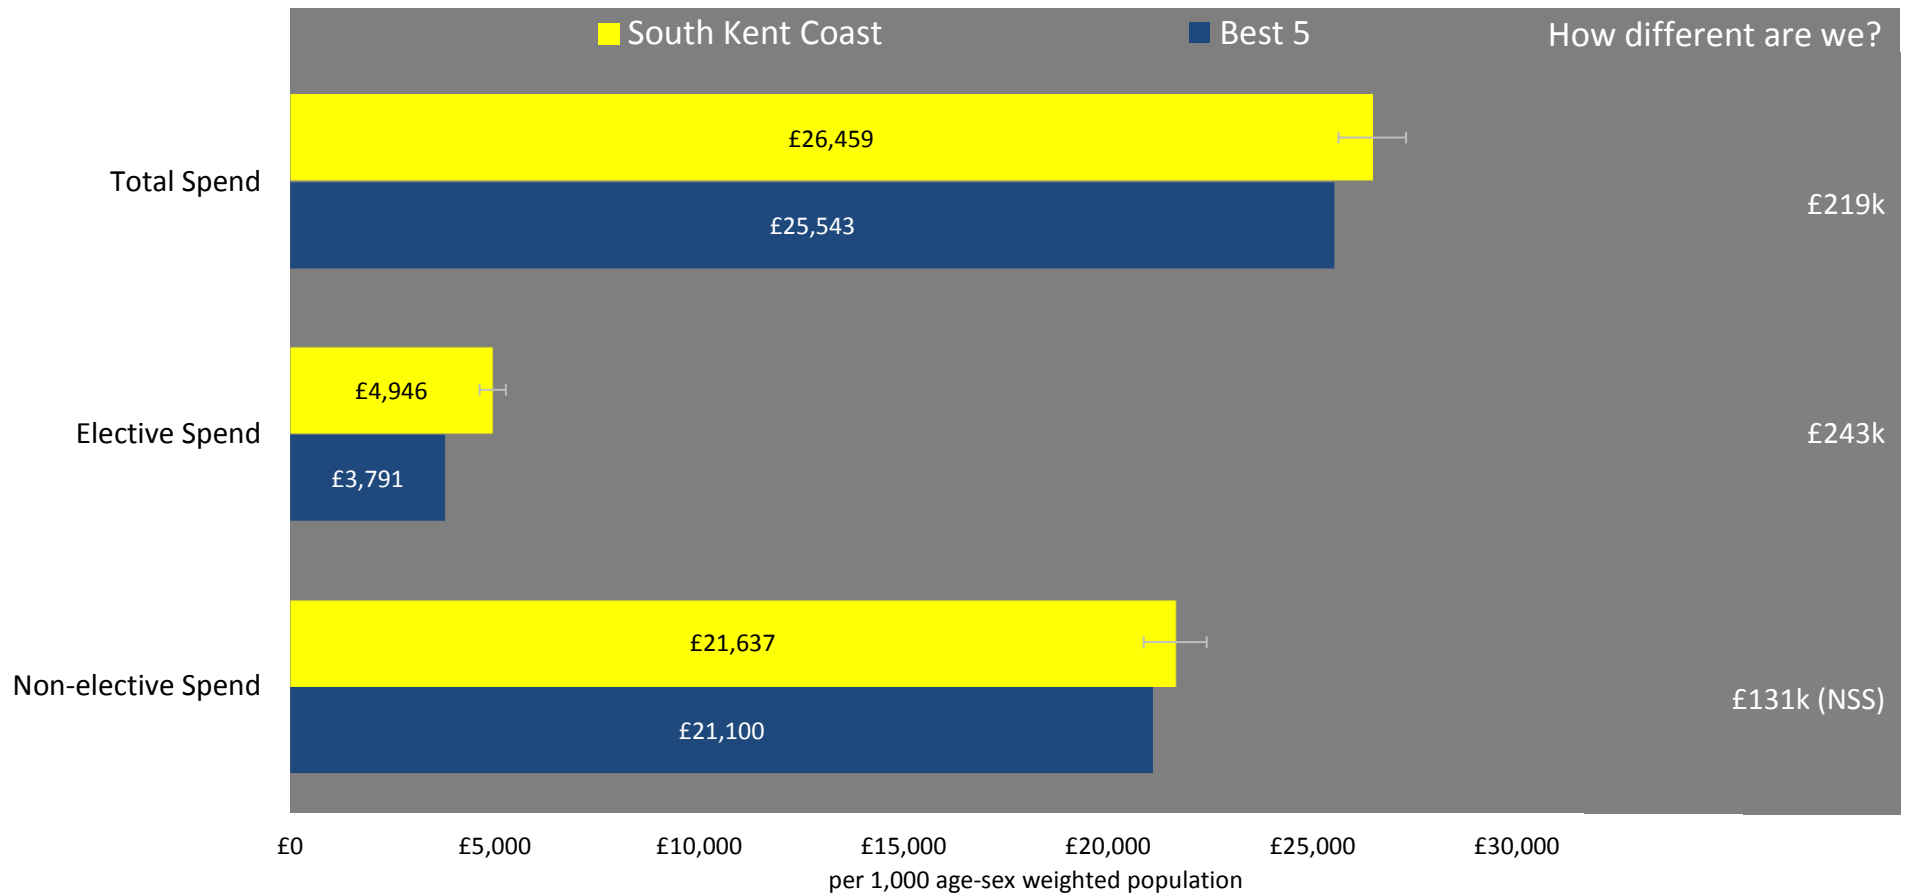 South Kent Coast
Best 5
How different are we?
Total Spend
£26,459
£25,543
£219k
Elective Spend
£4,946
£3,791
£243k
Non-elective Spend
£21,637
£21,100
£131k (NSS)
£0 £5,000 £10,000 £15,000 £20,000 £25,000 £30,000
per 1,000 age-sex weighted population